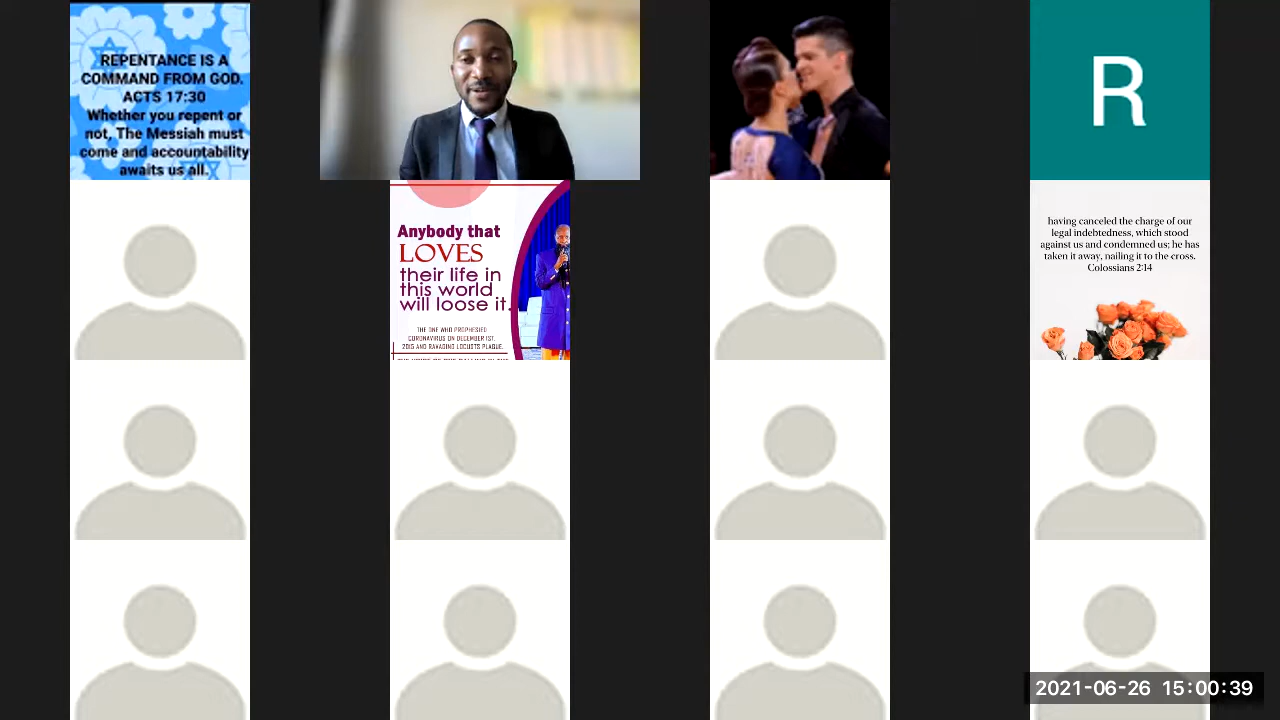 REPENTANCE IS A
COMMAND FROM GOD.
ACTS 17:30
Whether you repent or
not, The Messiah must
come and accountability
awaits us all.
R
Anybody that
LOVES
their life in
this world
will loose it.
THE ONE WHO PROPHESIED
CORONAVIRUS ON DECEMBER 1ST,
2015 AND RAVAGING LOCUSTS PLAGUE.
having canceled the charge of our
legal indebtedness, which stood
against us and condemned us; he has
taken it away, nailing it to the cross.
Colossians 2:14
2021-06-26 15:00:39